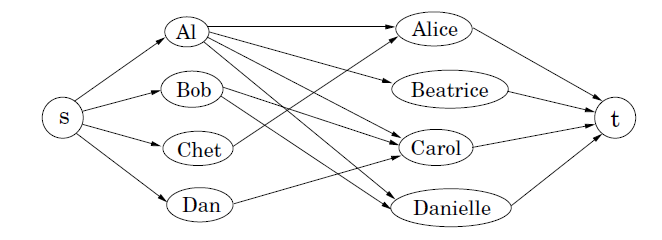 Al
Alice
Bob
Beatrice
s
t
Chet
Carol
Dan
Danielle